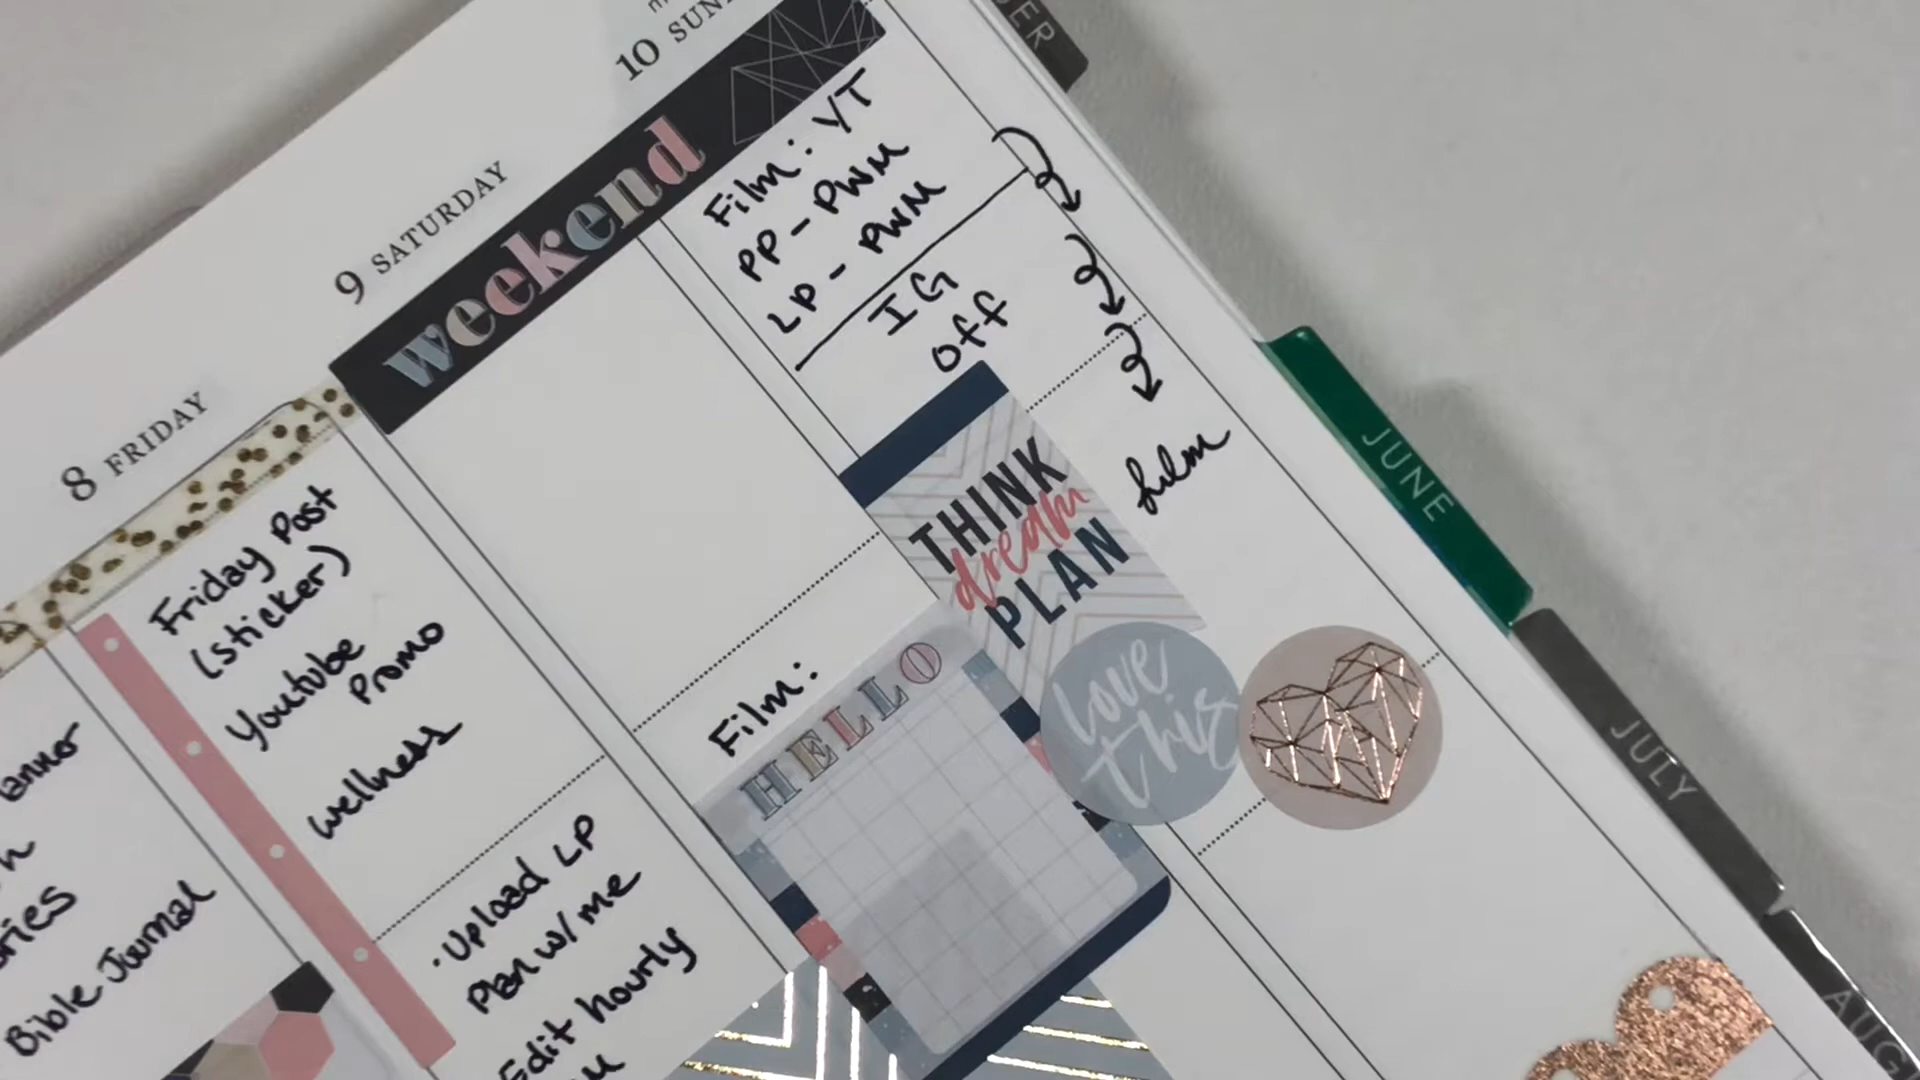 10 SUN
9 SATURDAY
8 FRIDAY
weekend
Film: YT
PP - PWM
LP - PWM
IG
Off
film
THINK
dream
PLAN
love
this
Film:
HELLO
Friday Post
(sticker)
Youtube
Promo
wellness
· Upload LP
Plan w/ me
Edit hourly
Bible Journal
JUNE
JULY